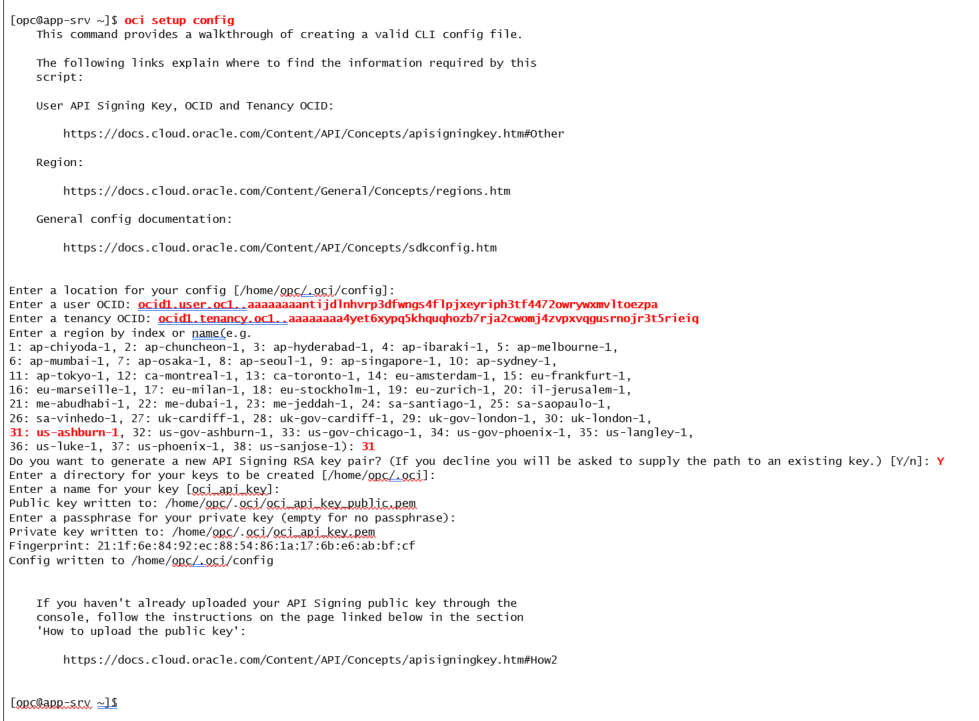 [opc@app-srv ~]$ oci setup config
This command provides a walkthrough of creating a valid CLI config file.
The following links explain where to find the information required by this
script:
User API Signing Key, OCID and Tenancy OCID:
https://docs.cloud.oracle.com/Content/API/Concepts/apisigningkey.htm#Other
Region:
https://docs.cloud.oracle.com/Content/General/Concepts/regions.htm
General config documentation:
https://docs.cloud.oracle.com/Content/API/Concepts/sdkconfig.htm
Enter a location for your config [/home/opc/.oci/config]:
Enter a user OCID: ocid1.user.oc1..aaaaaaaantijdlnhvrp3dfwngs4flpjxeyriph3tf4472owrywxmvltoezpa
Enter a tenancy OCID: ocid1.tenancy.oc1..aaaaaaaa4yet6xypq5khquqhozb7rja2cwomj4zvpxvqgusrnojr3t5rieiq
Enter a region by index or name(e.g.
1: ap-chiyoda-1, 2: ap-chuncheon-1, 3: ap-hyderabad-1, 4: ap-ibaraki-1, 5: ap-melbourne-1,
6: ap-mumbai-1, 7: ap-osaka-1, 8: ap-seoul-1, 9: ap-singapore-1, 10: ap-sydney-1,
11: ap-tokyo-1, 12: ca-montreal-1, 13: ca-toronto-1, 14: eu-amsterdam-1, 15: eu-frankfurt-1,
16: eu-marseille-1, 17: eu-milan-1, 18: eu-stockholm-1, 19: eu-zurich-1, 20: il-jerusalem-1,
21: me-abudhabi-1, 22: me-dubai-1, 23: me-jeddah-1, 24: sa-santiago-1, 25: sa-saopaulo-1,
26: sa-vinhedo-1, 27: uk-cardiff-1, 28: uk-gov-cardiff-1, 29: uk-gov-london-1, 30: uk-london-1,
31: us-ashburn-1, 32: us-gov-ashburn-1, 33: us-gov-chicago-1, 34: us-gov-phoenix-1, 35: us-langley-1,
36: us-luke-1, 37: us-phoenix-1, 38: us-sanjose-1): 31
Do you want to generate a new API Signing RSA key pair? (If you decline you will be asked to supply the path to an existing key.) [Y/n]: Y
Enter a directory for your keys to be created [/home/opc/.oci]:
Enter a name for your key [oci_api_key]:
Public key written to: /home/opc/.oci/oci_api_key_public.pem
Enter a passphrase for your private key (empty for no passphrase):
Private key written to: /home/opc/.oci/oci_api_key.pem
Fingerprint: 21:1f:6e:84:92:ec:88:54:86:1a:17:6b:e6:ab:bf:cf
Config written to /home/opc/.oci/config
If you haven't already uploaded your API Signing public key through the
console, follow the instructions on the page linked below in the section
'How to upload the public key':
https://docs.cloud.oracle.com/Content/API/Concepts/apisigningkey.htm#How2
[opc@app-srv ~]$